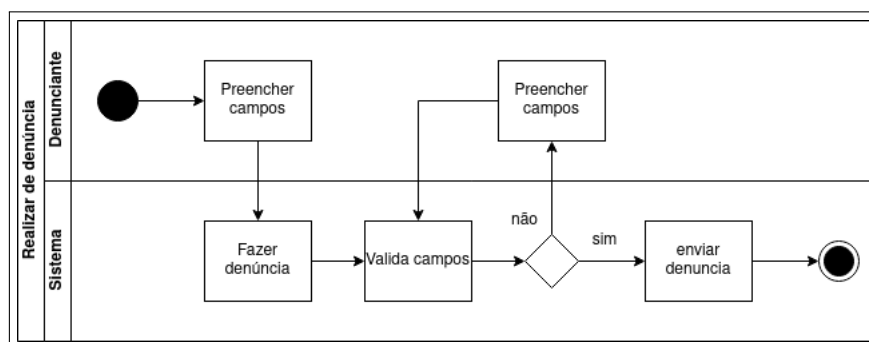 Realizar de denúncia
Denunciante
Preencher
campos
Preencher
campos
Sistema
Fazer
denúncia
Valida campos
não
sim
enviar
denuncia